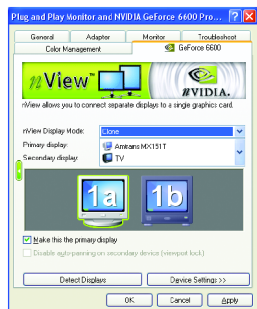 Plug and Play Monitor and NVIDIA GeForce 6600 Pro...
General Adapter Monitor Troubleshoot
Color Management GeForce 6600
nView™
NVIDIA.
nView allows you to connect separate displays to a single graphics card.
nView Display Mode: Clone
Primary display: Amtrans MX151T
Secondary display: TV
1a 1b
Make this the primary display
Disable auto-panning on secondary device (viewport lock)
Detect Displays Device Settings >>
OK Cancel Apply